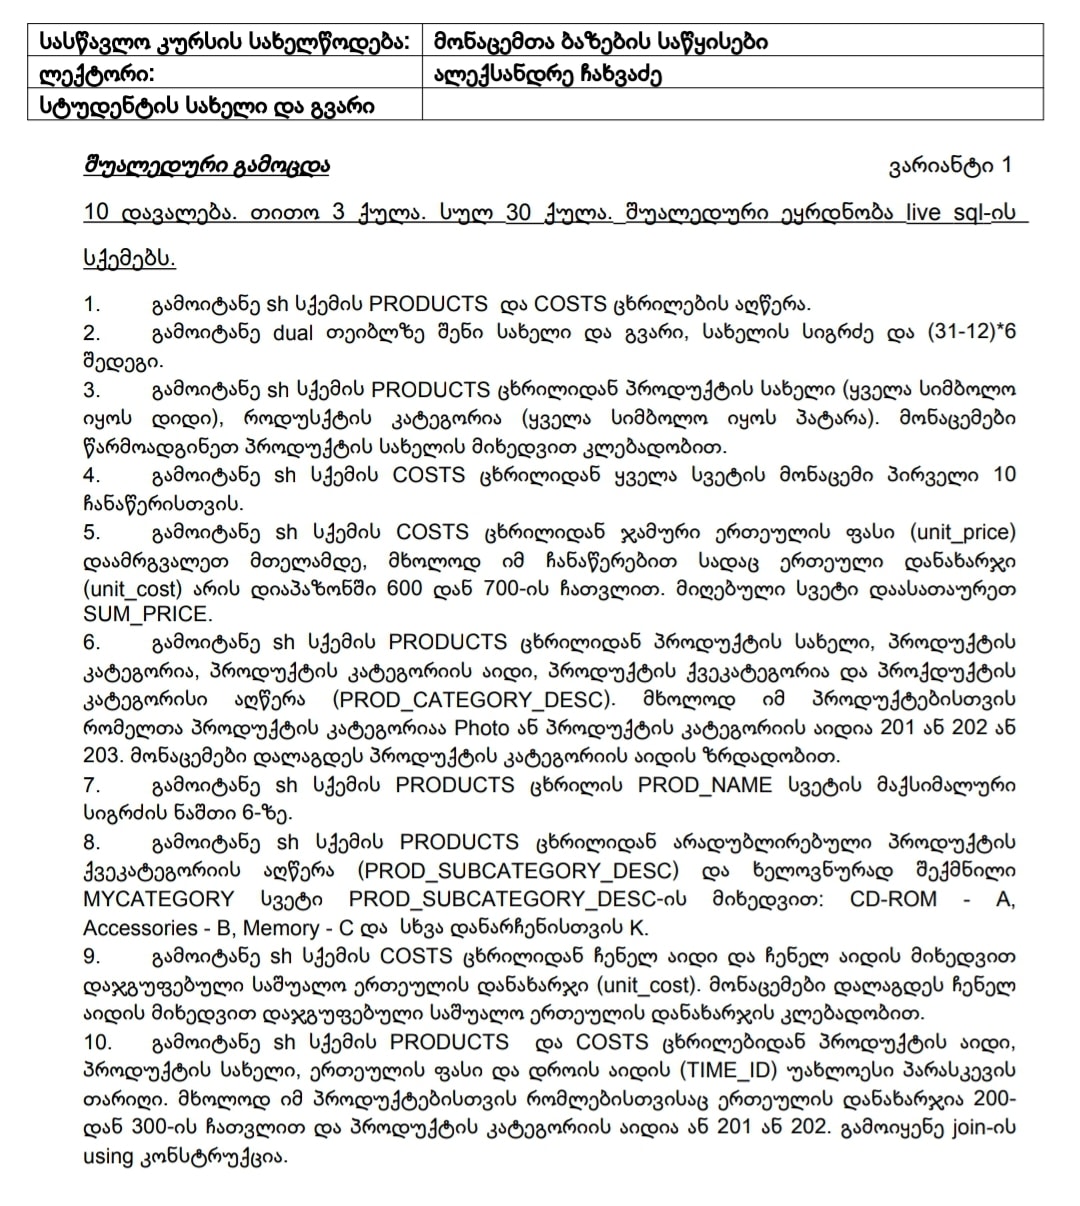 სასწავლო კურსის სახელწოდება: მონაცემთა ბაზების საწყისები
ლექტორი: ალექსანდრე ჩახვაძე
სტუდენტის სახელი და გვარი
შუალედური გამოცდა ვარიანტი 1
10 დავალება. თითო 3 ქულა. სულ 30 ქულა. შუალედური ეყრდნობა live sql-ის
სქემებს.
1. გამოიტანე sh სქემის PRODUCTS და COSTS ცხრილების აღწერა.
2. გამოიტანე dual თეიბლზე შენი სახელი და გვარი, სახელის სიგრძე და (31-12)*6
შედეგი.
3. გამოიტანე sh სქემის PRODUCTS ცხრილიდან პროდუქტის სახელი (ყველა სიმბოლო
იყოს დიდი), როდუსქტის კატეგორია (ყველა სიმბოლო იყოს პატარა). მონაცემები
წარმოადგინეთ პროდუქტის სახელის მიხედვით კლებადობით.
4. გამოიტანე sh სქემის COSTS ცხრილიდან ყველა სვეტის მონაცემი პირველი 10
ჩანაწერისთვის.
5. გამოიტანე sh სქემის COSTS ცხრილიდან ჯამური ერთეულის ფასი (unit_price)
დაამრგვალეთ მთელამდე, მხოლოდ იმ ჩანაწერებით სადაც ერთეული დანახარჯი
(unit_cost) არის დიაპაზონში 600 დან 700-ის ჩათვლით. მიღებული სვეტი დაასათაურეთ
SUM_PRICE.
6. გამოიტანე sh სქემის PRODUCTS ცხრილიდან პროდუქტის სახელი, პროდუქტის
კატეგორია, პროდუქტის კატეგორიის აიდი, პროდუქტის ქვეკატეგორია და პროქდუქტის
კატეგორისი აღწერა (PROD_CATEGORY_DESC). მხოლოდ იმ პროდუქტებისთვის
რომელთა პროდუქტის კატეგორიაა Photo ან პროდუქტის კატეგორიის აიდია 201 ან 202 ან
203. მონაცემები დალაგდეს პროდუქტის კატეგორიის აიდის ზრდადობით.
7. გამოიტანე sh სქემის PRODUCTS ცხრილის PROD_NAME სვეტის მაქსიმალური
სიგრძის ნაშთი 6-ზე.
8. გამოიტანე sh სქემის PRODUCTS ცხრილიდან არადუბლირებული პროდუქტის
ქვეკატეგორიის აღწერა (PROD_SUBCATEGORY_DESC) და ხელოვნურად შექმნილი
MYCATEGORY სვეტი PROD_SUBCATEGORY_DESC-ის მიხედვით: CD-ROM - A,
Accessories - B, Memory - C და სხვა დანარჩენისთვის K.
9. გამოიტანე sh სქემის COSTS ცხრილიდან ჩენელ აიდი და ჩენელ აიდის მიხედვით
დაჯგუფებული საშუალო ერთეულის დანახარჯი (unit_cost). მონაცემები დალაგდეს ჩენელ
აიდის მიხედვით დაჯგუფებული საშუალო ერთეულის დანახარჯის კლებადობით.
10. გამოიტანე sh სქემის PRODUCTS და COSTS ცხრილებიდან პროდუქტის აიდი,
პროდუქტის სახელი, ერთეულის ფასი და დროის აიდის (TIME_ID) უახლოესი პარასკევის
თარიღი. მხოლოდ იმ პროდუქტებისთვის რომლებისთვისაც ერთეულის დანახარჯია 200-
დან 300-ის ჩათვლით და პროდუქტის კატეგორიის აიდია ან 201 ან 202. გამოიყენე join-ის
using კონსტრუქცია.